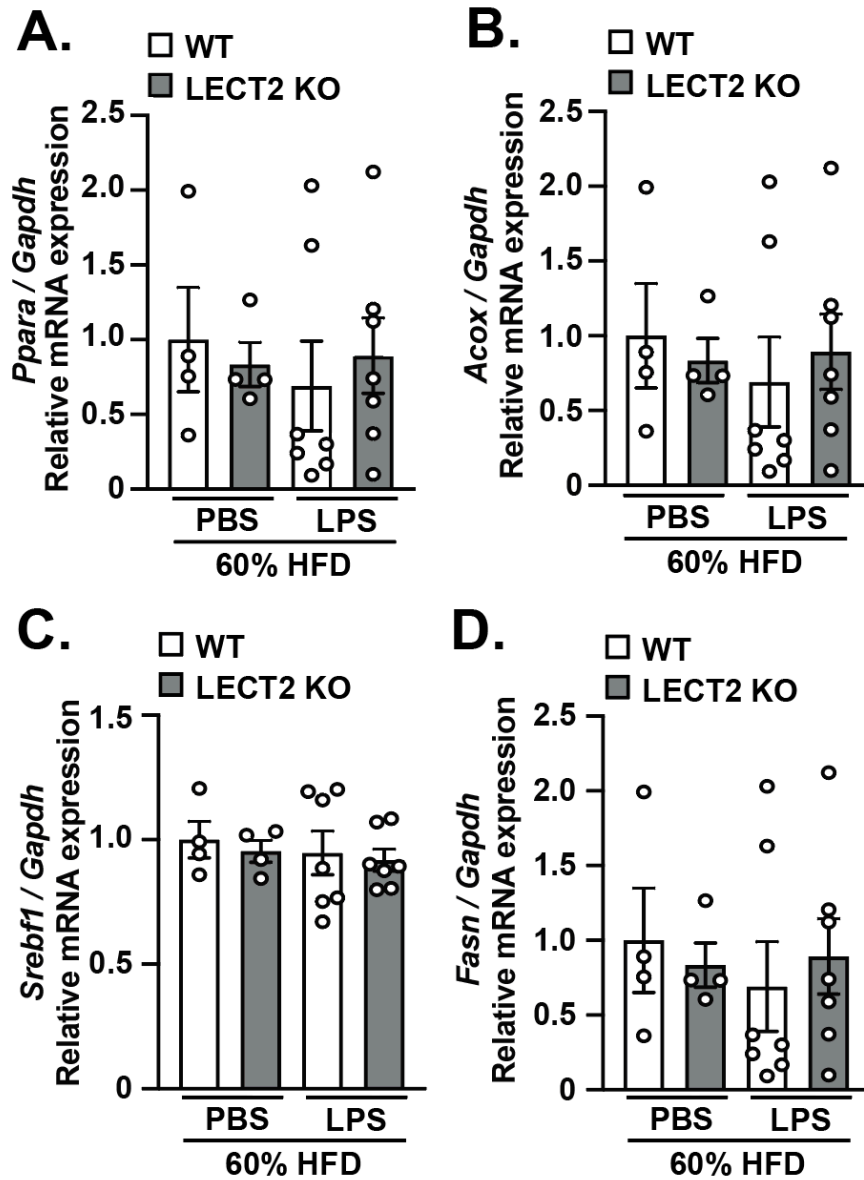 A.
WT
LECT2 KO
Ppara / Gapdh
Relative mRNA expression
2.5
2.0
1.5
1.0
0.5
0
PBS LPS
60% HFD
B.
WT
LECT2 KO
Acox / Gapdh
Relative mRNA expression
2.5
2.0
1.5
1.0
0.5
0
PBS LPS
60% HFD
C.
WT
LECT2 KO
Srebf1 / Gapdh
Relative mRNA expression
1.5
1.0
0.5
0
PBS LPS
60% HFD
D.
WT
LECT2 KO
Fasn / Gapdh
Relative mRNA expression
2.5
2.0
1.5
1.0
0.5
0
PBS LPS
60% HFD